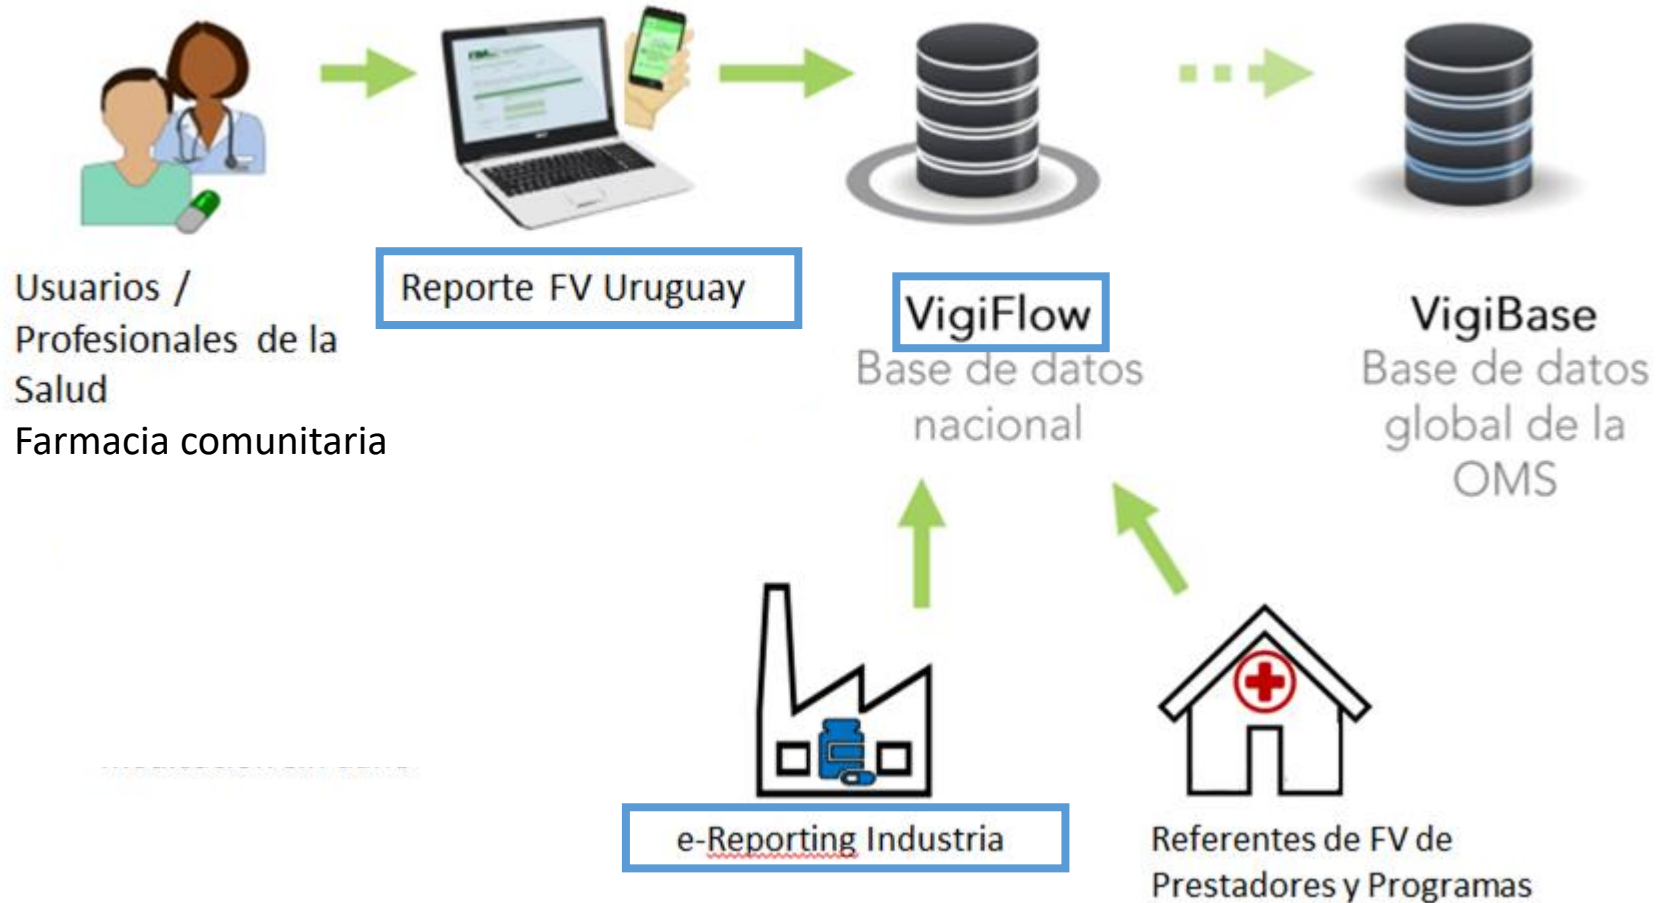 Usuarios /
Profesionales de la
Salud
Farmacia comunitaria
Reporte FV Uruguay
VigiFlow
Base de datos
nacional
VigiBase
Base de datos
global de la
OMS
e-Reporting Industria
Referentes de FV de
Prestadores y Programas